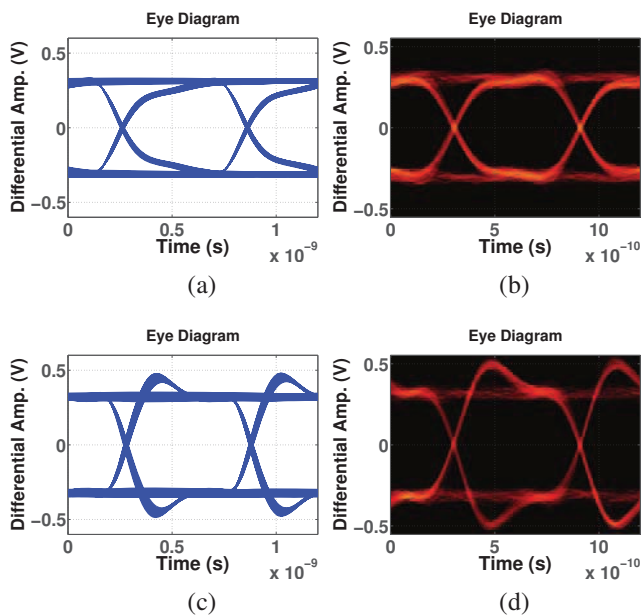 Eye Diagram
Differential Amp. (V)
0.5
0
−0.5
0 0.5 1
Time (s)
x 10⁻⁹
(a)
Eye Diagram
Differential Amp. (V)
0.5
0
−0.5
0 5 10
Time (s)
x 10⁻¹⁰
(b)
Eye Diagram
Differential Amp. (V)
0.5
0
−0.5
0 0.5 1
Time (s)
x 10⁻⁹
(c)
Eye Diagram
Differential Amp. (V)
0.5
0
−0.5
0 5 10
Time (s)
x 10⁻¹⁰
(d)